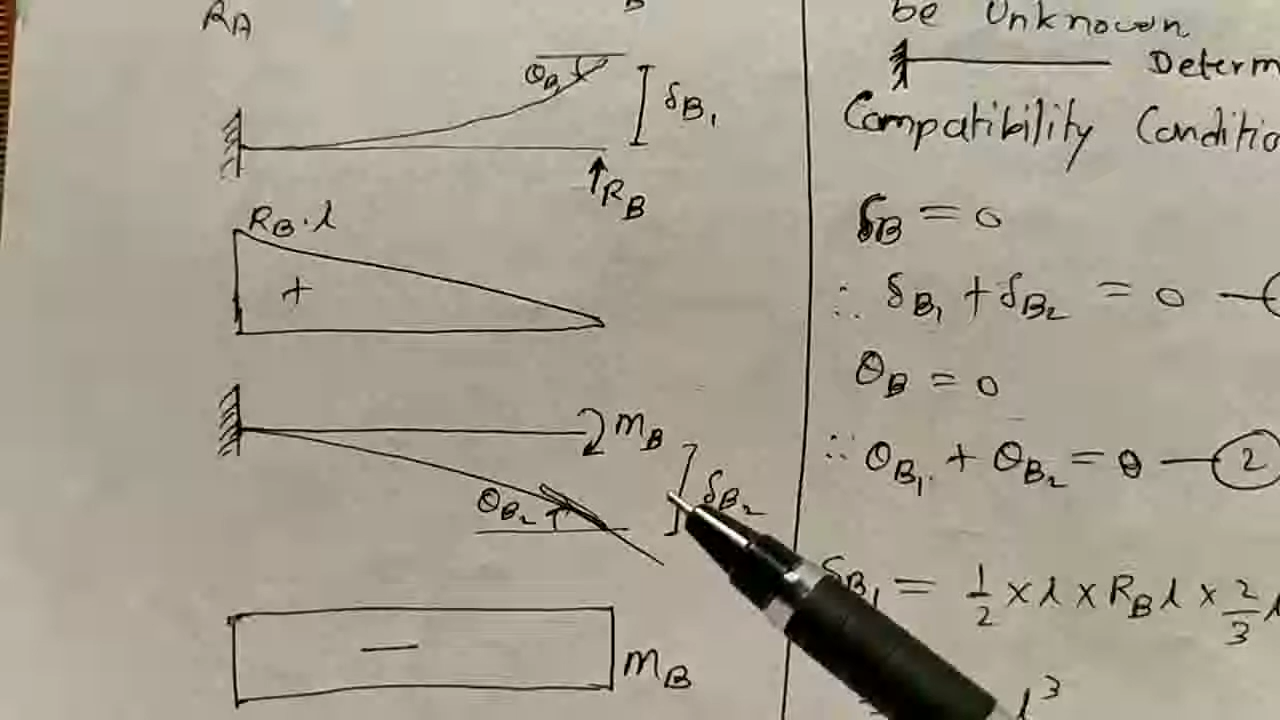 RA
B
θB
δB1
RB
RB.l
+
mB
θB2
δB2
—
mB
be Unknown
Determ
Compatibility Conditio
δB = 0
∴ δB1 + δB2 = 0 —
θB = 0
∴ θB1 + θB2 = 0 — 2
δB1 = 1/2 × l × RBl × 2/3 l
l³